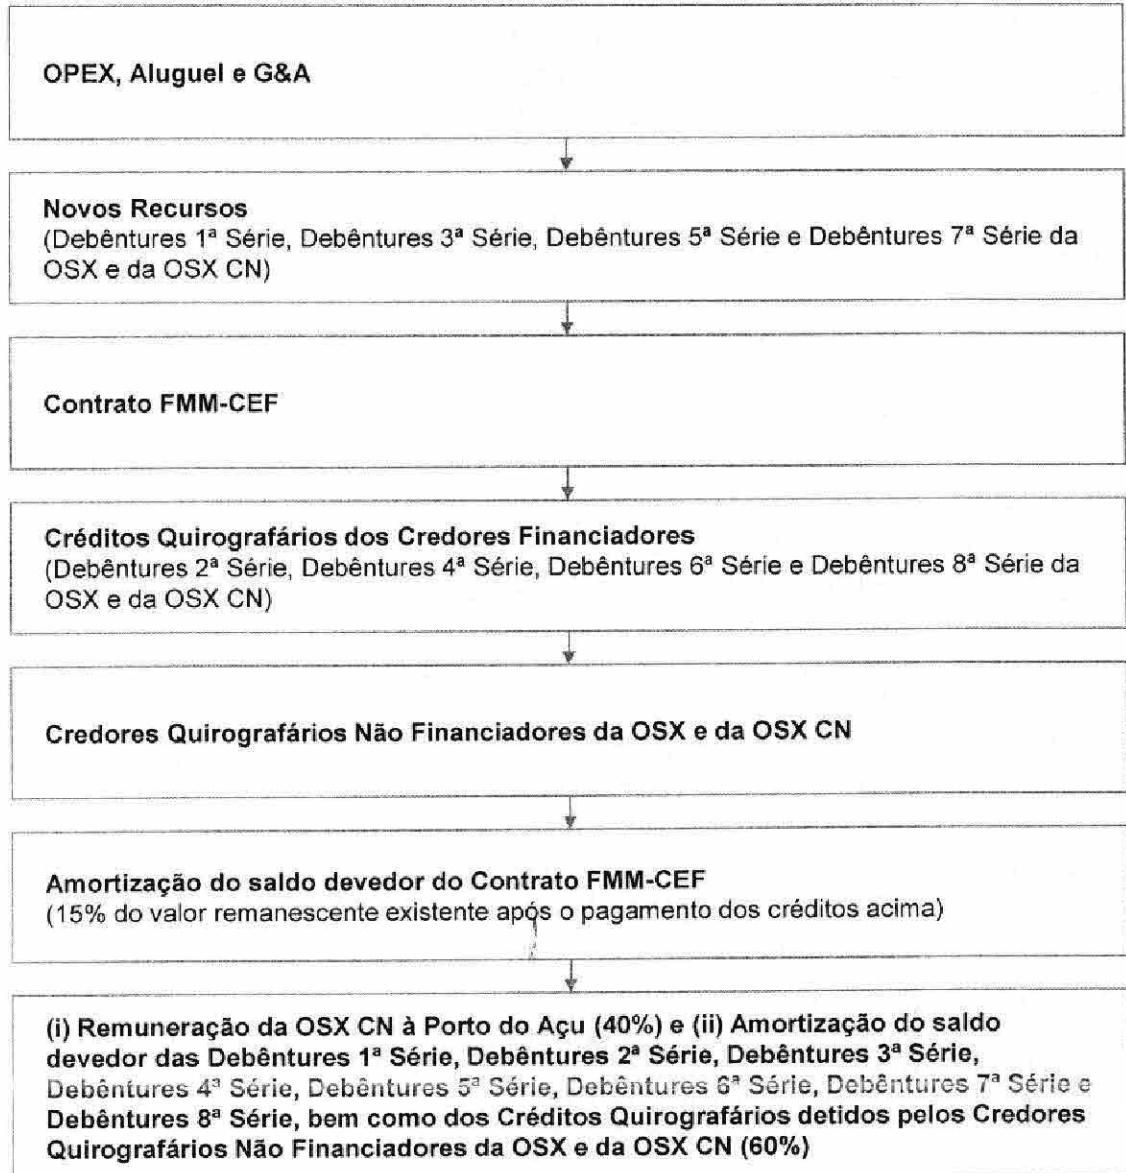 OPEX, Aluguel e G&A
Novos Recursos
(Debêntures 1ª Série, Debêntures 3ª Série, Debêntures 5ª Série e Debêntures 7ª Série da
OSX e da OSX CN)
Contrato FMM-CEF
Créditos Quirografários dos Credores Financiadores
(Debêntures 2ª Série, Debêntures 4ª Série, Debêntures 6ª Série e Debêntures 8ª Série da
OSX e da OSX CN)
Credores Quirografários Não Financiadores da OSX e da OSX CN
Amortização do saldo devedor do Contrato FMM-CEF
(15% do valor remanescente existente após o pagamento dos créditos acima)
(i) Remuneração da OSX CN à Porto do Açu (40%) e (ii) Amortização do saldo
devedor das Debêntures 1ª Série, Debêntures 2ª Série, Debêntures 3ª Série,
Debêntures 4ª Série, Debêntures 5ª Série, Debêntures 6ª Série, Debêntures 7ª Série e
Debêntures 8ª Série, bem como dos Créditos Quirografários detidos pelos Credores
Quirografários Não Financiadores da OSX e da OSX CN (60%)